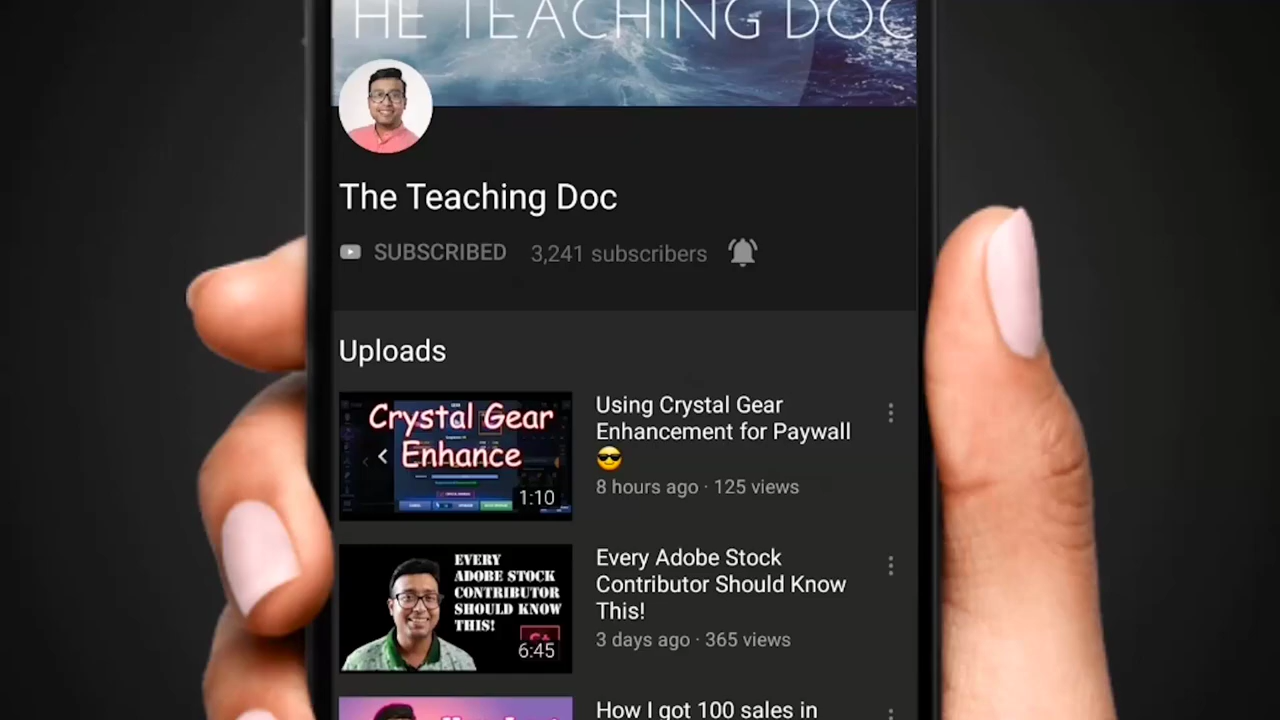 THE TEACHING DOC
The Teaching Doc
SUBSCRIBED 3,241 subscribers
Uploads
Crystal Gear
Enhance
1:10
Using Crystal Gear
Enhancement for Paywall
😎
8 hours ago · 125 views
EVERY
ADOBE STOCK
CONTRIBUTOR
SHOULD KNOW
THIS!
6:45
Every Adobe Stock
Contributor Should Know
This!
3 days ago · 365 views
How I got 100 sales in